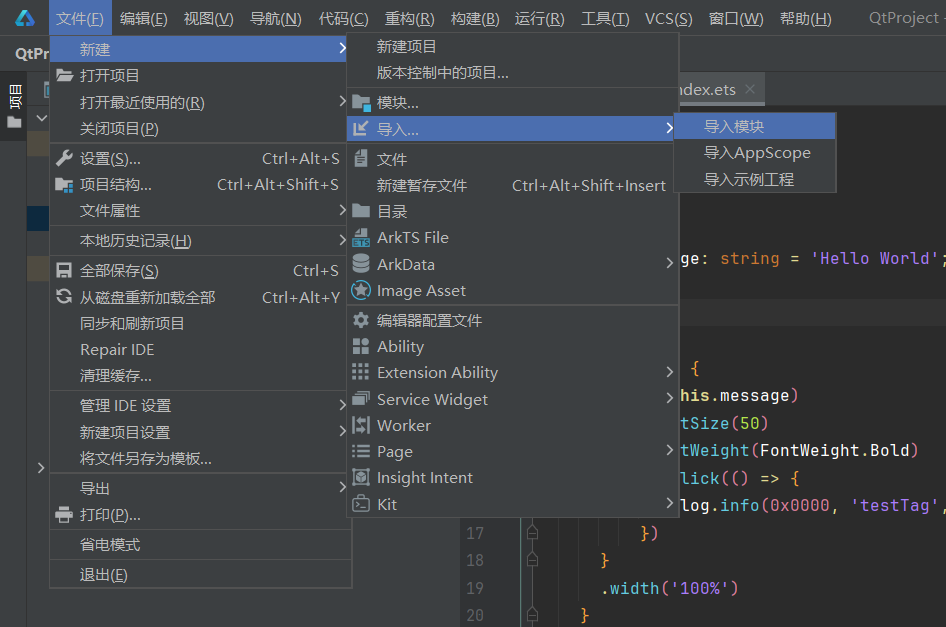 文件(F) 编辑(E) 视图(V) 导航(N) 代码(C) 重构(R) 构建(B) 运行(R) 工具(T) VCS(S) 窗口(W) 帮助(H) QtProject -
QtPr
项目
新建
打开项目
打开最近使用的(R)
关闭项目(P)
设置(S)... Ctrl+Alt+S
项目结构... Ctrl+Alt+Shift+S
文件属性
本地历史记录(H)
全部保存(S) Ctrl+S
从磁盘重新加载全部 Ctrl+Alt+Y
同步和刷新项目
Repair IDE
清理缓存...
管理 IDE 设置
新建项目设置
将文件另存为模板...
导出
打印(P)...
省电模式
退出(E)
新建项目
版本控制中的项目...
模块...
导入...
文件
新建暂存文件 Ctrl+Alt+Shift+Insert
目录
ArkTS File
ArkData
Image Asset
编辑器配置文件
Ability
Extension Ability
Service Widget
Worker
Page
Insight Intent
Kit
导入模块
导入AppScope
导入示例工程
ndex.ets
ge: string = 'Hello World';
{
his.message)
tSize(50)
tWeight(FontWeight.Bold)
lick(() => {
log.info(0x0000, 'testTag',
17 })
18 }
19 .width('100%')
20 }